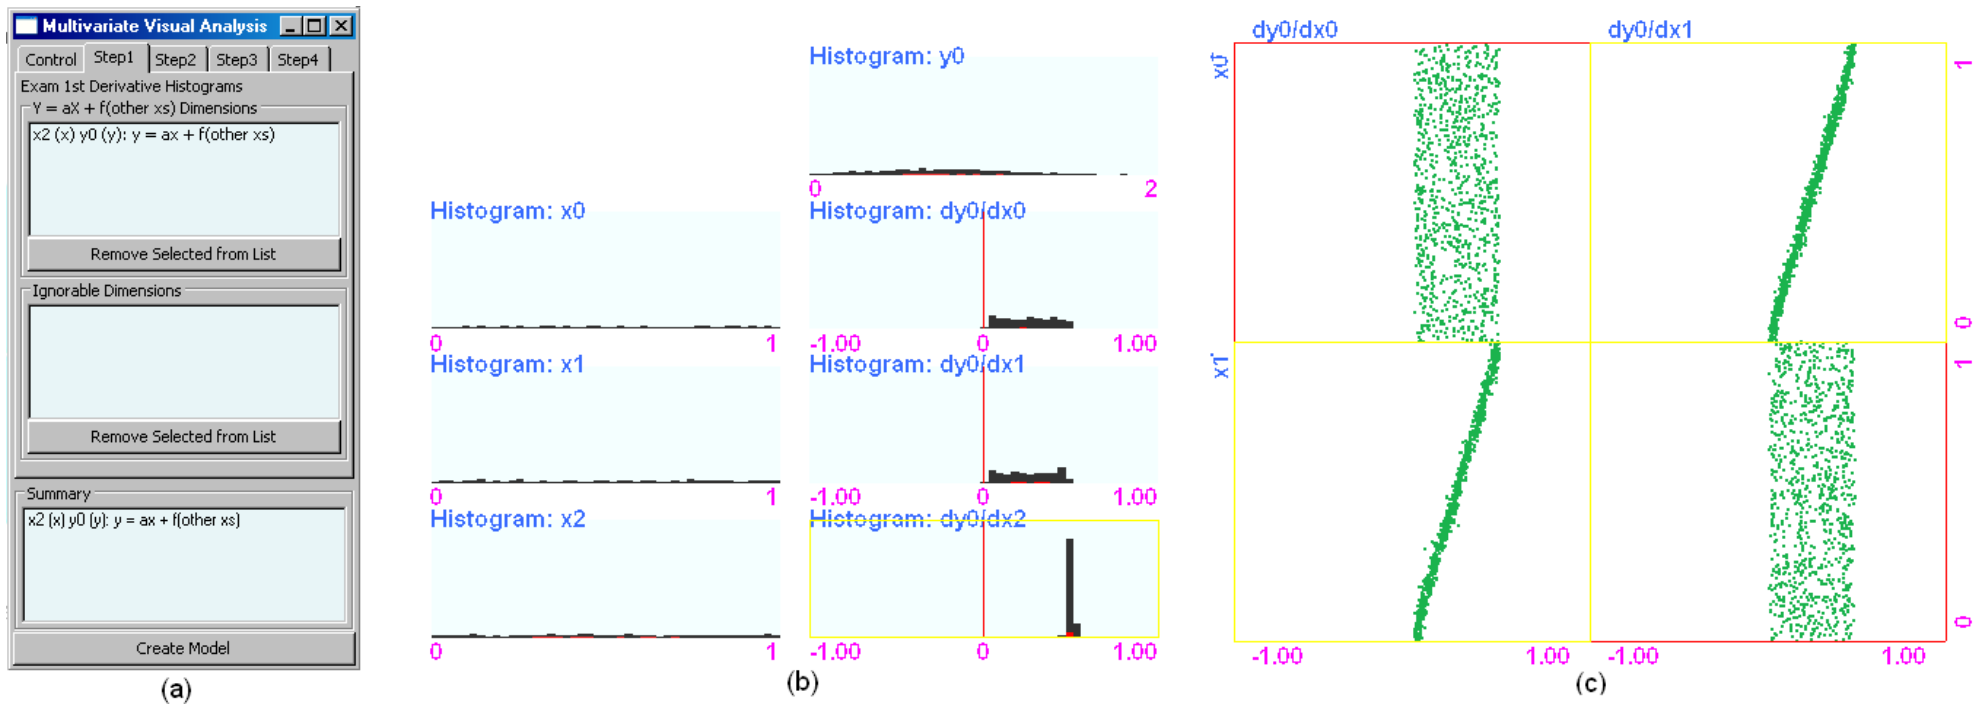 Multivariate Visual Analysis
Control Step1 Step2 Step3 Step4
Exam 1st Derivative Histograms
Y = aX + f(other xs) Dimensions
x2 (x) y0 (y): y = ax + f(other xs)
Remove Selected from List
Ignorable Dimensions
Remove Selected from List
Summary
x2 (x) y0 (y): y = ax + f(other xs)
Create Model
(a)
Histogram: y0
0 2
Histogram: x0 Histogram: dy0/dx0
0 1 -1.00 0 1.00
Histogram: x1 Histogram: dy0/dx1
0 1 -1.00 0 1.00
Histogram: x2 Histogram: dy0/dx2
0 1 -1.00 0 1.00
(b)
dy0/dx0 dy0/dx1
x0 1
0
x1 1
0
-1.00 1.00 -1.00 1.00
(c)